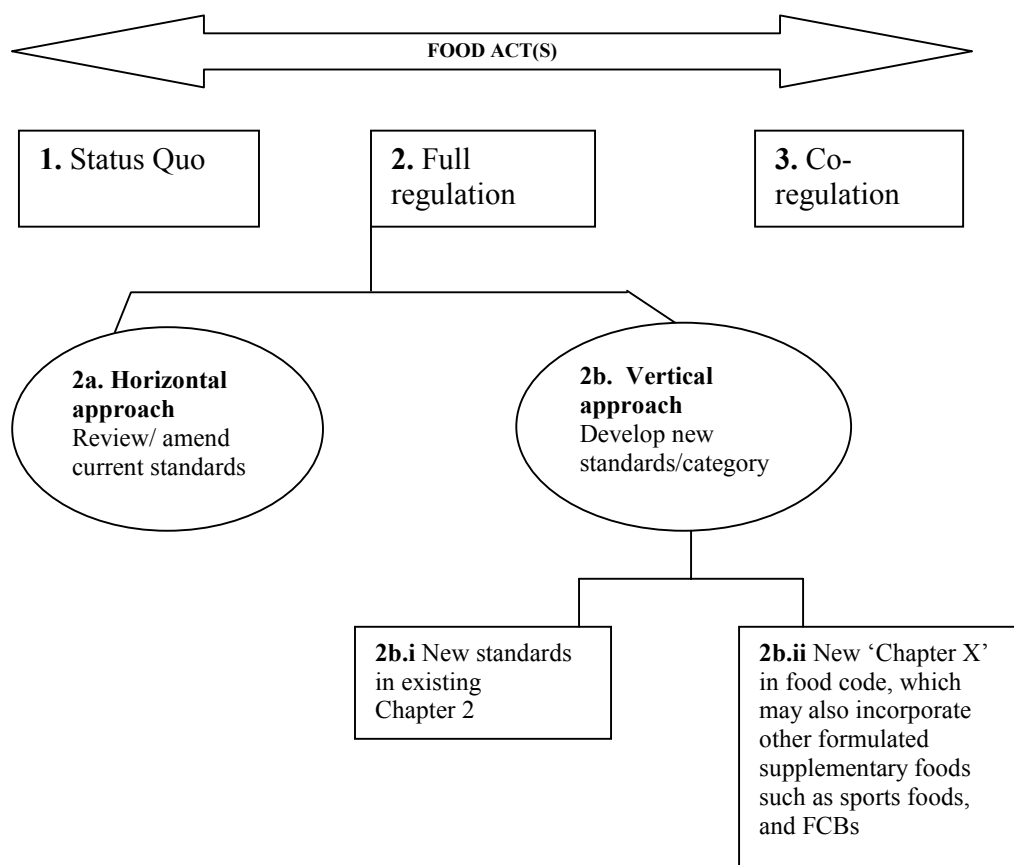 FOOD ACT(S)
1. Status Quo
2. Full
regulation
3. Co-
regulation
2a. Horizontal
approach
Review/ amend
current standards
2b. Vertical
approach
Develop new
standards/category
2b.i New standards
in existing
Chapter 2
2b.ii New ‘Chapter X’
in food code, which
may also incorporate
other formulated
supplementary foods
such as sports foods,
and FCBs